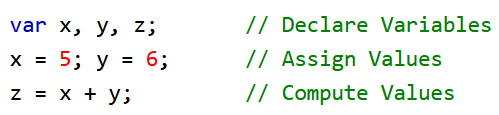 var x, y, z;        // Declare Variables
x = 5; y = 6;       // Assign Values
z = x + y;          // Compute Values